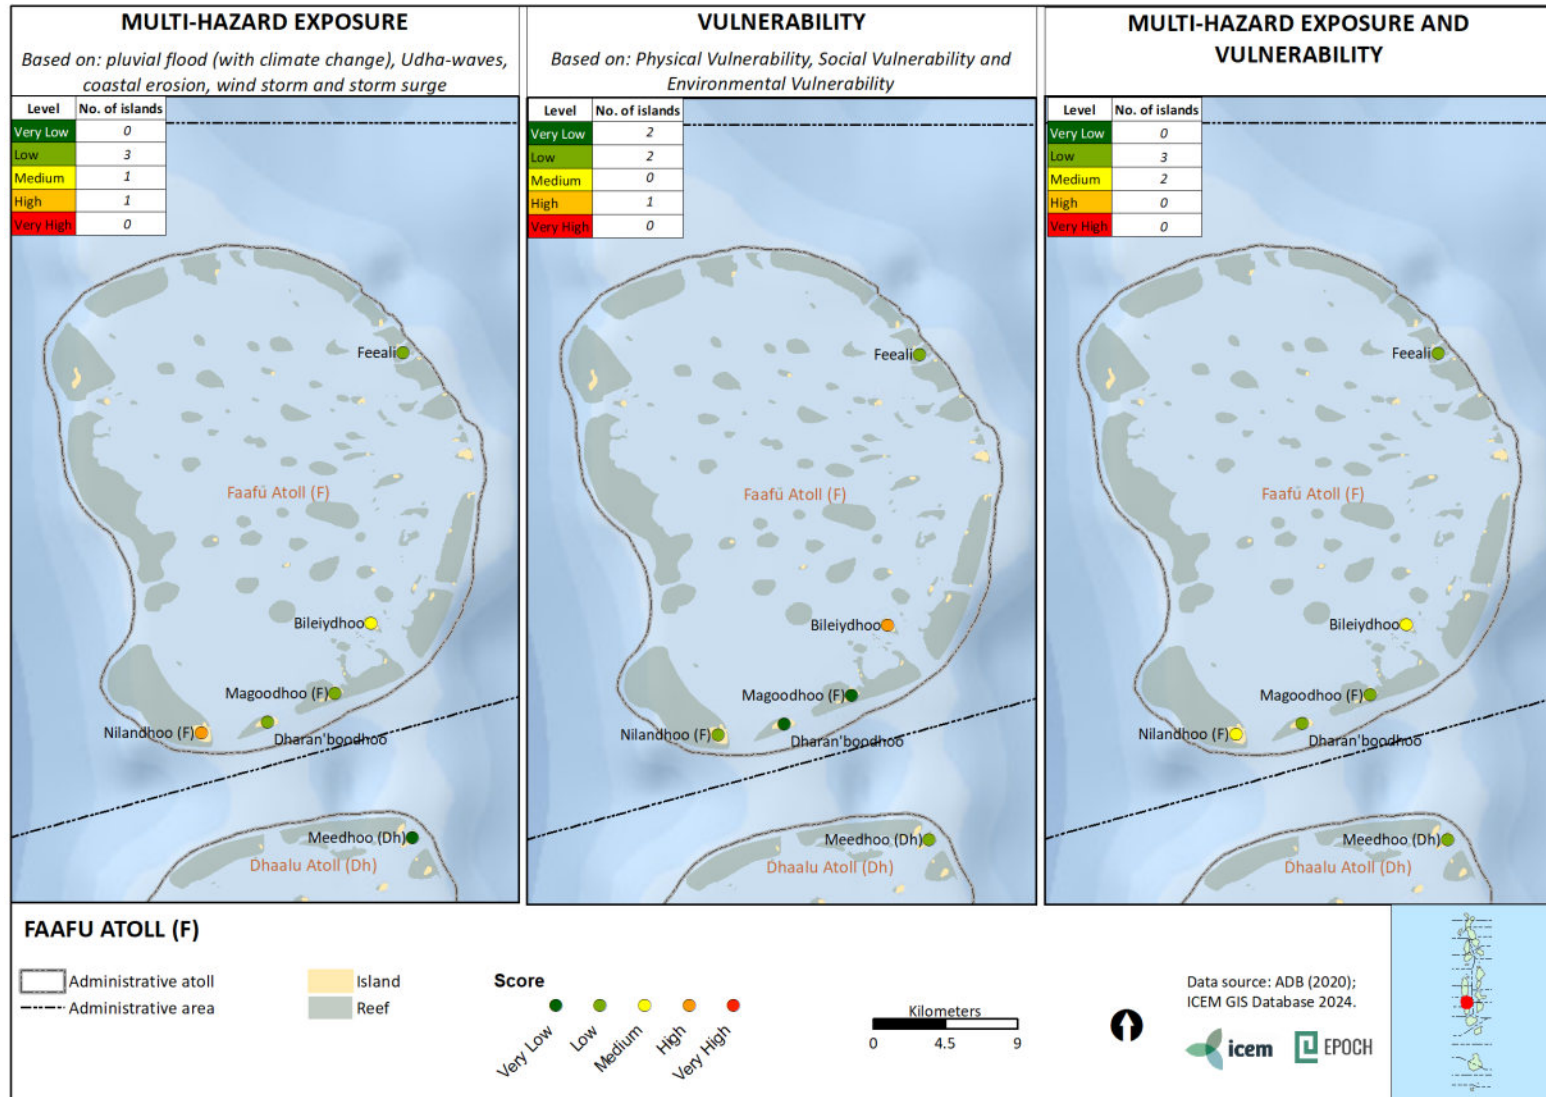 MULTI-HAZARD EXPOSURE
Based on: pluvial flood (with climate change), Udha-waves,
coastal erosion, wind storm and storm surge
Level No. of islands
Very Low 0
Low 3
Medium 1
High 1
Very High 0
Feeali
Faafū Atoll (F)
Bileiydhoo
Magoodhoo (F)
Nilandhoo (F)
Dharan'boodhoo
Meedhoo (Dh)
Dhaalu Atoll (Dh)
VULNERABILITY
Based on: Physical Vulnerability, Social Vulnerability and
Environmental Vulnerability
Level No. of islands
Very Low 2
Low 2
Medium 0
High 1
Very High 0
Feeali
Faafū Atoll (F)
Bileiydhoo
Magoodhoo (F)
Nilandhoo (F)
Dharan'boodhoo
Meedhoo (Dh)
Dhaalu Atoll (Dh)
MULTI-HAZARD EXPOSURE AND
VULNERABILITY
Level No. of islands
Very Low 0
Low 3
Medium 2
High 0
Very High 0
Feeali
Faafū Atoll (F)
Bileiydhoo
Magoodhoo (F)
Nilandhoo (F)
Dharan'boodhoo
Meedhoo (Dh)
Dhaalu Atoll (Dh)
FAAFU ATOLL (F)
Administrative atoll
Administrative area
Island
Reef
Score
Very Low
Low
Medium
High
Very High
Kilometers
0 4.5 9
Data source: ADB (2020);
ICEM GIS Database 2024.
icem
EPOCH